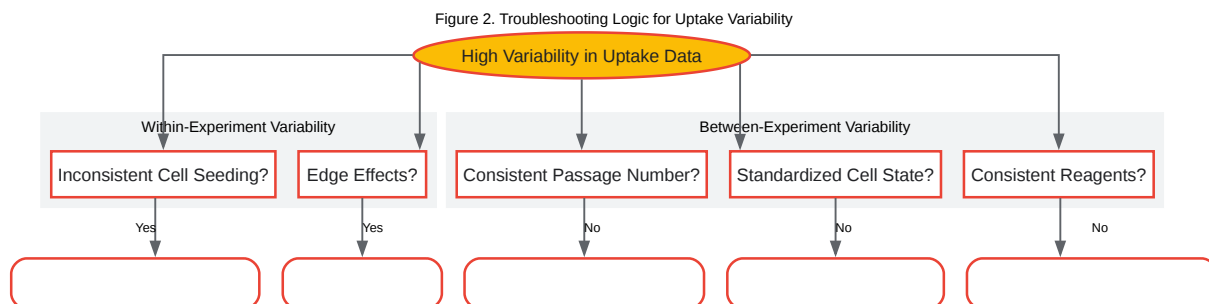 Figure 2. Troubleshooting Logic for Uptake Variability
High Variability in Uptake Data
Within-Experiment Variability
Between-Experiment Variability
Inconsistent Cell Seeding?
Edge Effects?
Consistent Passage Number?
Standardized Cell State?
Consistent Reagents?
Yes
Yes
No
No
No